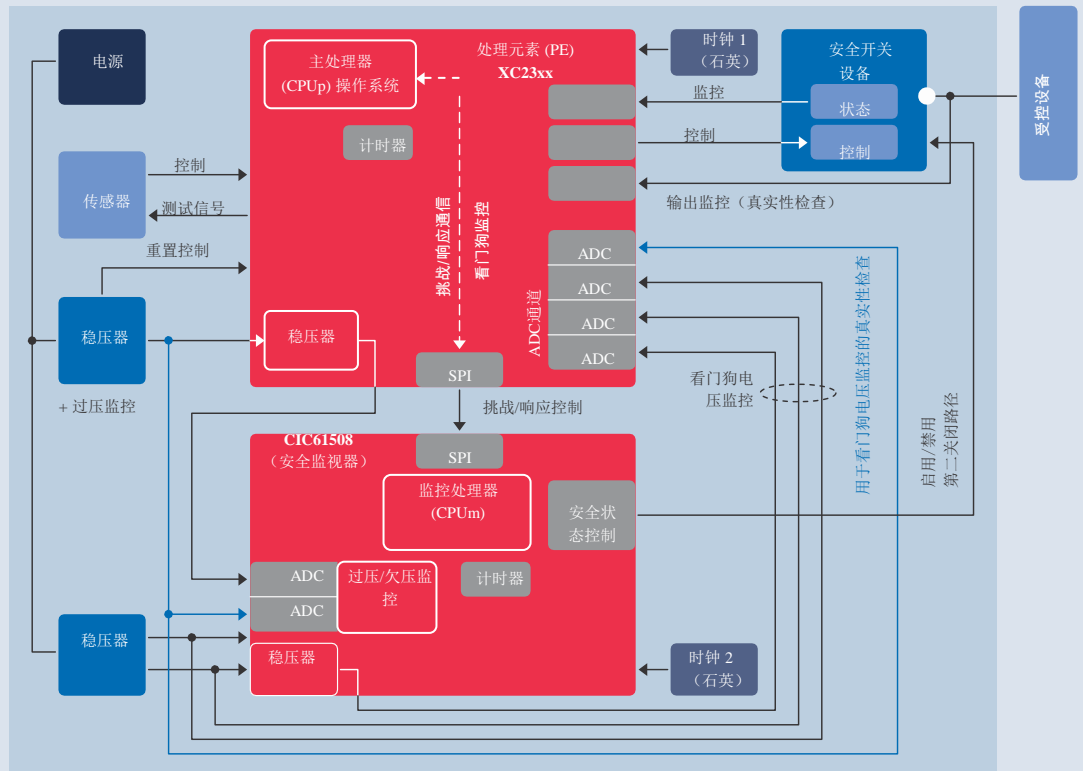 电源
处理元素 (PE)
XC23xx
主处理器
(CPUp) 操作系统
计时器
时钟 1
（石英）
安全开关
设备
状态
控制
受控设备
监控
控制
输出监控（真实性检查）
传感器
控制
测试信号
重置控制
挑战/响应通信
看门狗监控
ADC通道
ADC
ADC
ADC
ADC
稳压器
+ 过压监控
稳压器
SPI
挑战/响应控制
看门狗电
压监控
用于看门狗电压监控的真实性检查
启用/禁用
第二关闭路径
CIC61508
（安全监视器）
SPI
监控处理器
(CPUm)
安全状
态控制
ADC
ADC
过压/欠压监
控
计时器
稳压器
稳压器
时钟 2
（石英）